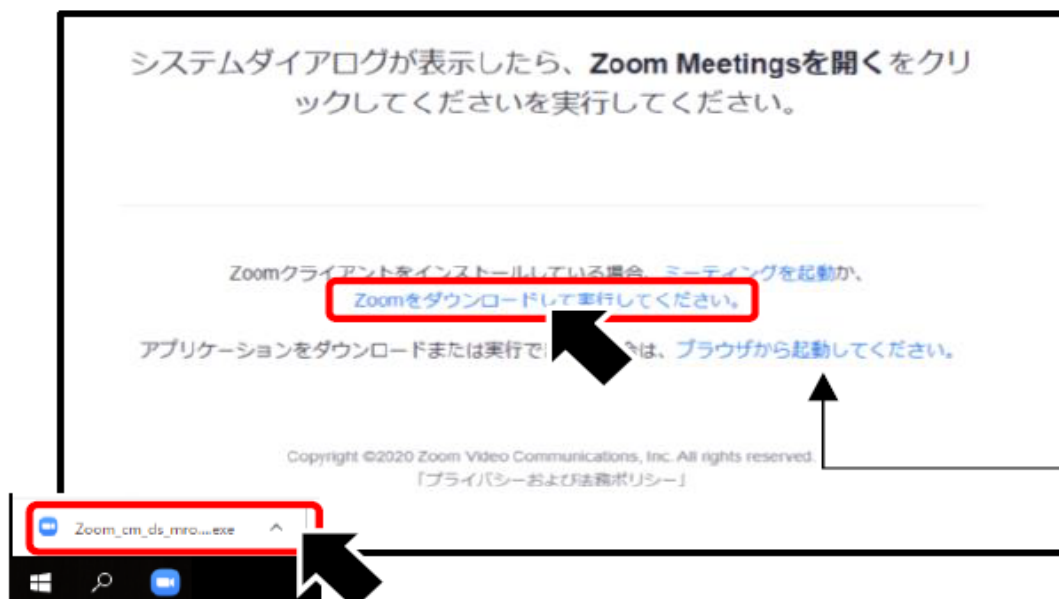 システムダイアログが表示したら、Zoom Meetingsを開くをクリ
ックしてくださいを実行してください。
Zoomクライアントをインストールしている場合、ミーティングを起動か、
Zoomをダウンロードして実行してください。
アプリケーションをダウンロードまたは実行で 合は、ブラウザから起動してください。
Copyright ©2020 Zoom Video Communications, Inc. All rights reserved.
「プライバシーおよび法務ポリシー」
Zoom_cm_ds_mro....exe